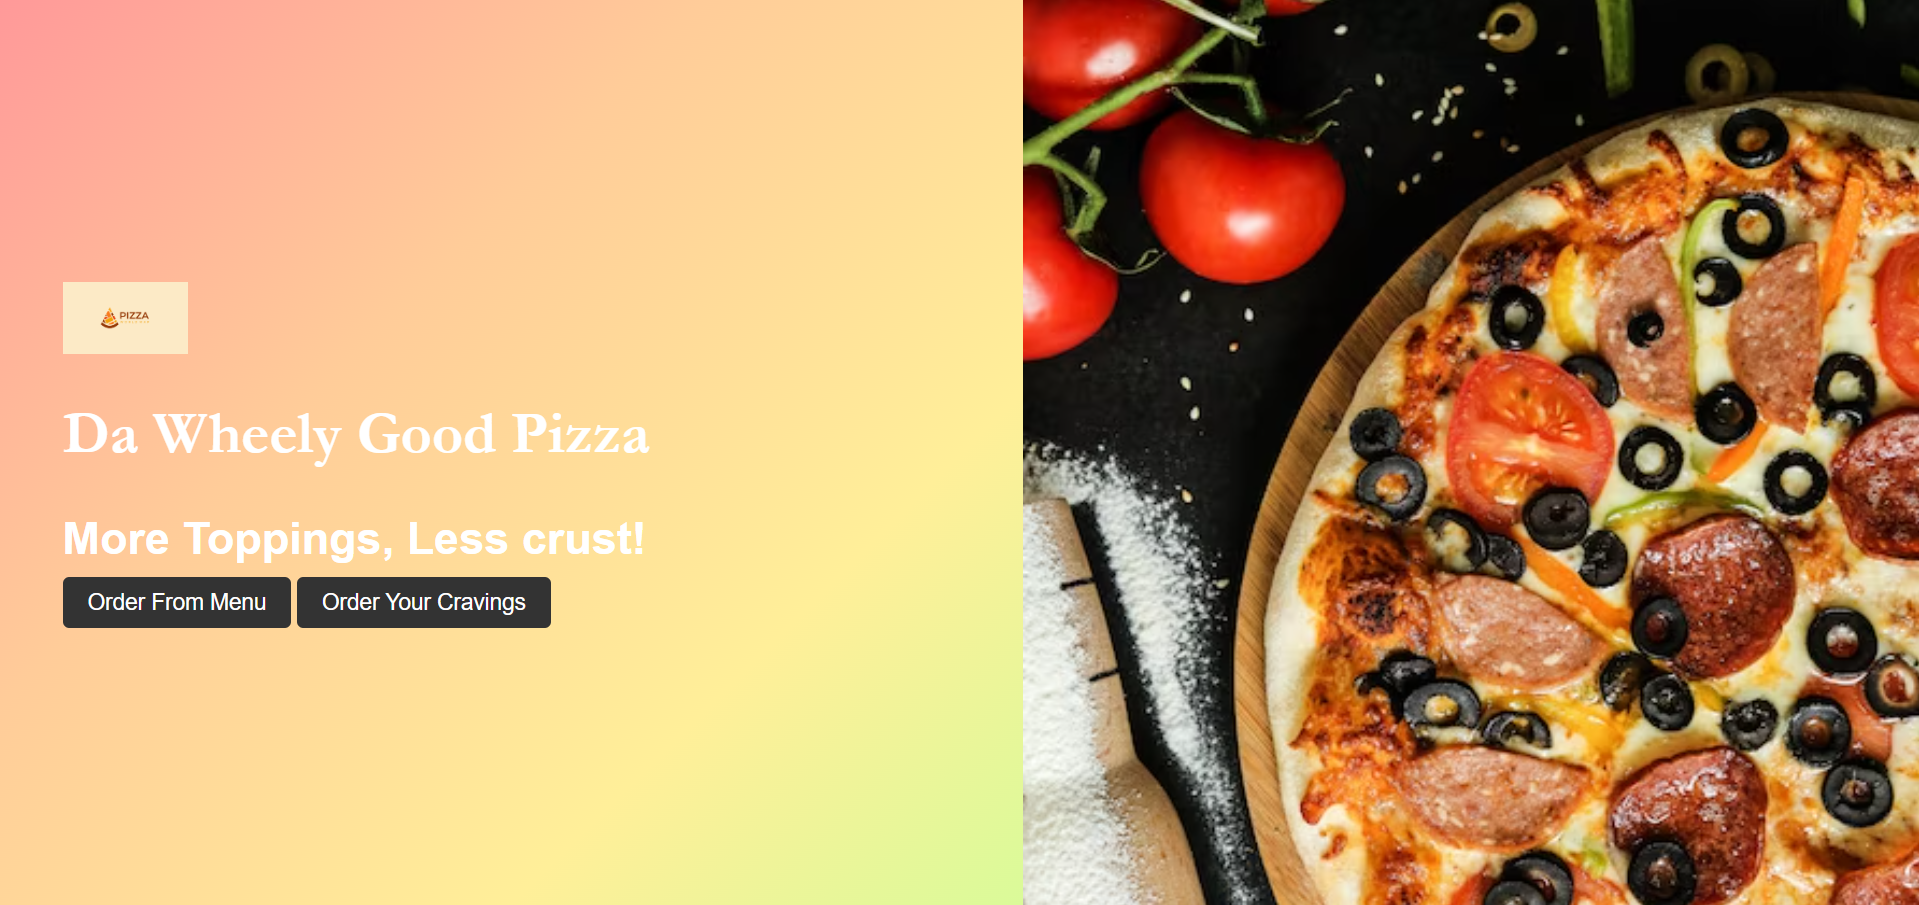 PIZZA
Da Wheely Good Pizza
More Toppings, Less crust!
Order From Menu
Order Your Cravings